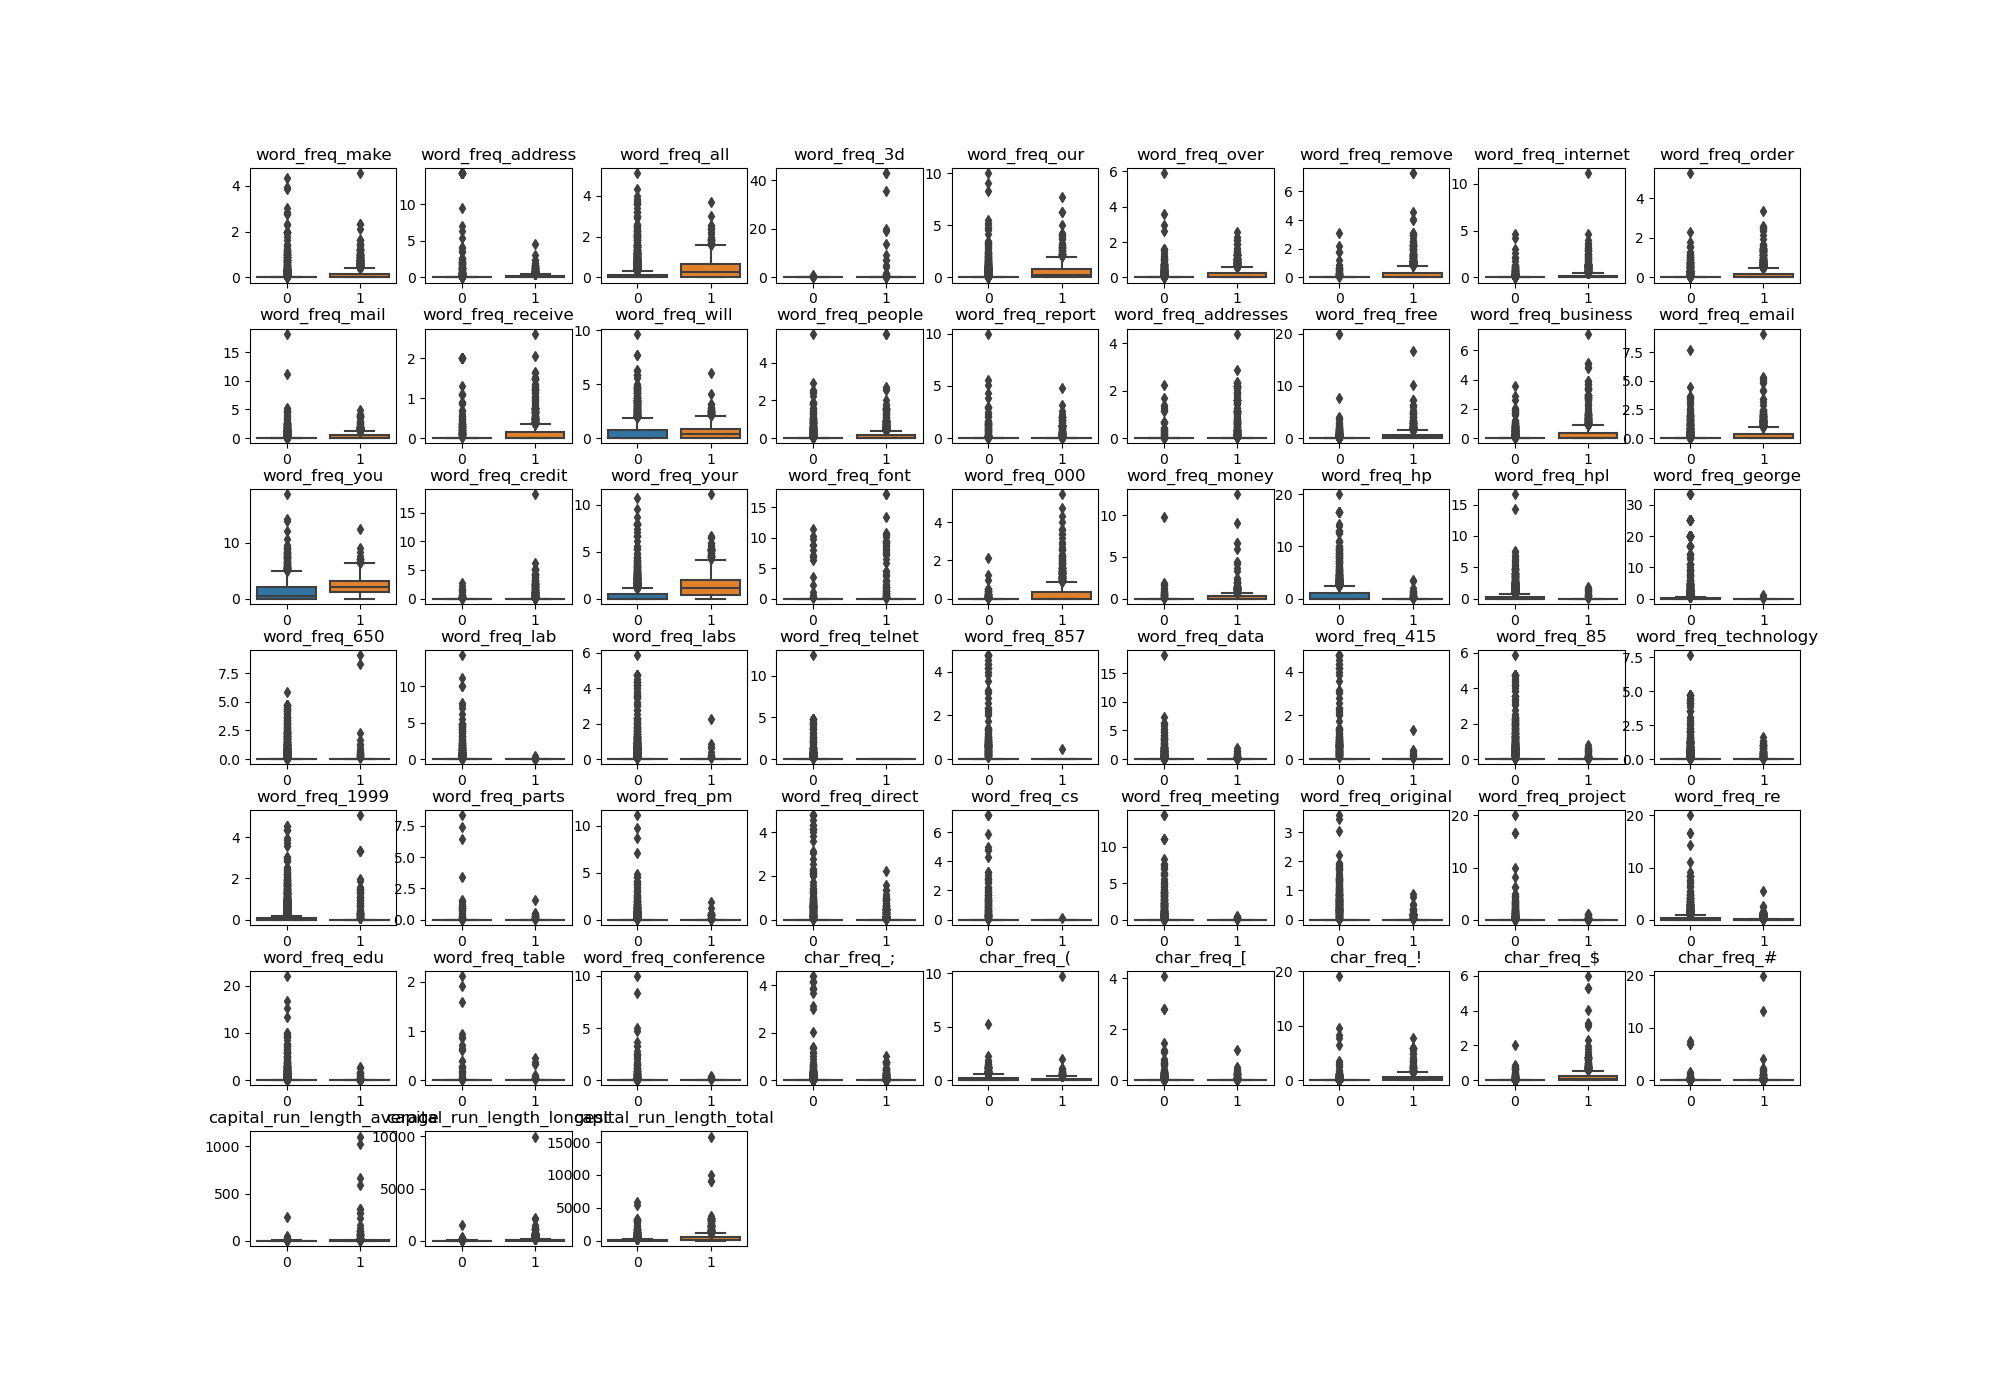 word_freq_make word_freq_address word_freq_all word_freq_3d word_freq_our word_freq_over word_freq_remove word_freq_internet word_freq_order
4 10 4 40 10 6 6 10 4
2 5 2 20 5 4 4 5 2
0 0 0 0 0 2 2 0 0
0 0
0 1 0 1 0 1 0 1 0 1 0 1 0 1 0 1 0 1
word_freq_mail word_freq_receive word_freq_will word_freq_people word_freq_report word_freq_addresses word_freq_free word_freq_business word_freq_email
15 2 10 4 10 4 20 6 7.5
10 1 5 2 5 2 10 4 5.0
5 0 0 0 0 0 0 2 2.5
0 0 0.0
0 1 0 1 0 1 0 1 0 1 0 1 0 1 0 1 0 1
word_freq_you word_freq_credit word_freq_your word_freq_font word_freq_000 word_freq_money word_freq_hp word_freq_hpl word_freq_george
10 15 10 15 4 10 20 15 30
0 10 5 10 2 5 10 10 20
5 0 5 0 0 0 5 10
0 0 0 0
0 1 0 1 0 1 0 1 0 1 0 1 0 1 0 1 0 1
word_freq_650 word_freq_lab word_freq_labs word_freq_telnet word_freq_857 word_freq_data word_freq_415 word_freq_85 word_freq_technology
7.5 10 6 10 4 15 4 6 7.5
5.0 5 4 5 2 10 2 4 5.0
2.5 0 2 0 0 5 0 2 2.5
0.0 0 0 0 0.0
0 1 0 1 0 1 0 1 0 1 0 1 0 1 0 1 0 1
word_freq_1999 word_freq_parts word_freq_pm word_freq_direct word_freq_cs word_freq_meeting word_freq_original word_freq_project word_freq_re
4 7.5 10 4 6 10 3 20 20
2 5.0 5 2 4 5 2 10 10
0 2.5 0 0 2 0 1 0 0
0.0 0 0
0 1 0 1 0 1 0 1 0 1 0 1 0 1 0 1 0 1
word_freq_edu word_freq_table word_freq_conference char_freq_; char_freq_( char_freq_[ char_freq_! char_freq_$ char_freq_#
20 2 10 4 10 4 20 6 20
10 1 5 2 5 2 10 4 10
0 0 0 0 0 0 0 2 0
0
0 1 0 1 0 1 0 1 0 1 0 1 0 1 0 1 0 1
capital_run_length_average capital_run_length_longest capital_run_length_total
1000 10000 15000
500 5000 10000
0 0 5000
0
0 1 0 1 0 1